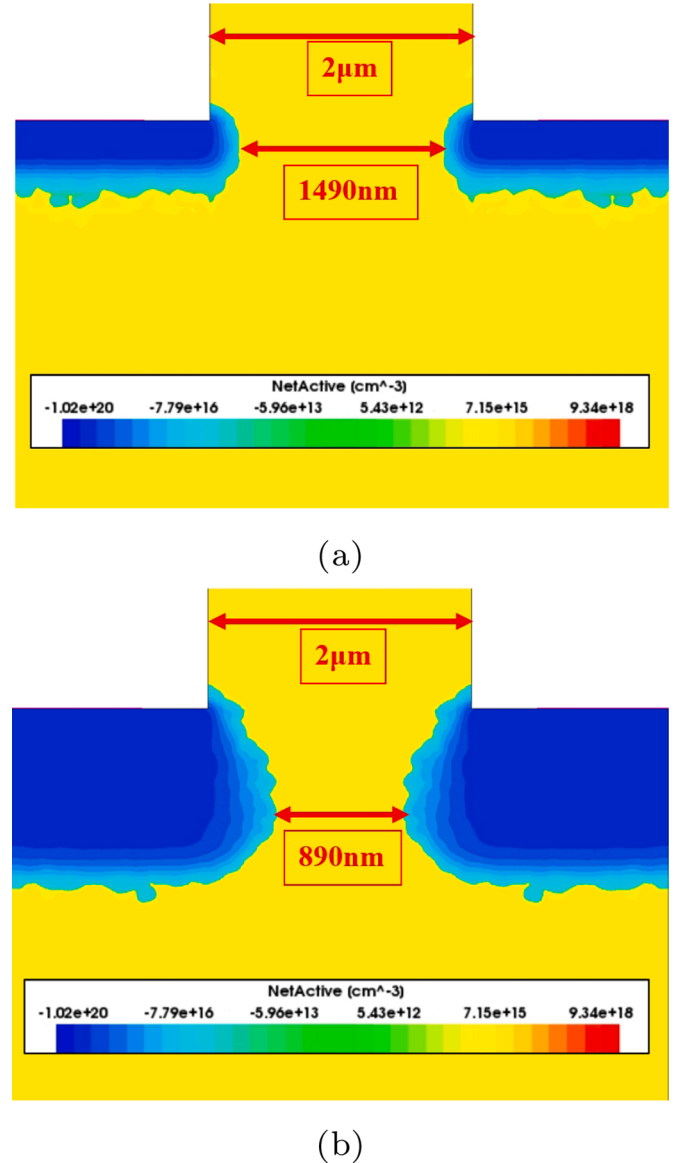 2μm
1490nm
NetActive (cm^-3)
-1.02e+20 -7.79e+16 -5.96e+13 5.43e+12 7.15e+15 9.34e+18
(a)
2μm
890nm
NetActive (cm^-3)
-1.02e+20 -7.79e+16 -5.96e+13 5.43e+12 7.15e+15 9.34e+18
(b)